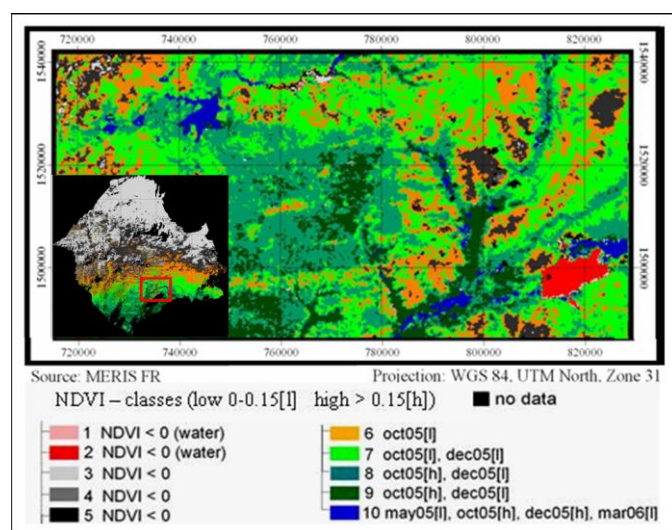 720000 740000 760000 780000 800000 820000
1540000 1540000
1520000 1520000
1500000 1500000
720000 740000 760000 780000 800000 820000
Source: MERIS FR Projection: WGS 84, UTM North, Zone 31
NDVI – classes (low 0-0.15[l] high > 0.15[h]) no data
1 NDVI < 0 (water)
2 NDVI < 0 (water)
3 NDVI < 0
4 NDVI < 0
5 NDVI < 0
6 oct05[l]
7 oct05[l], dec05[l]
8 oct05[h], dec05[l]
9 oct05[h], dec05[l]
10 may05[l], oct05[h], dec05[h], mar06[l]